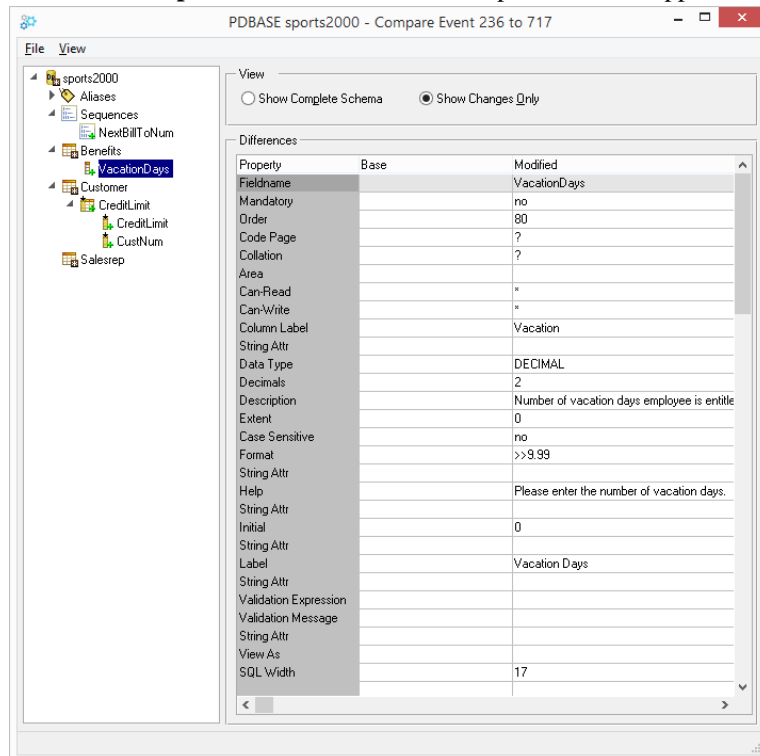 PDBASE sports2000 - Compare Event 236 to 717
File View
sports2000
Aliases
Sequences
NextBillToNum
Benefits
VacationDays
Customer
CreditLimit
CreditLimit
CustNum
Salesrep
View
Show Complete Schema Show Changes Only
Differences
Property Base Modified
Fieldname VacationDays
Mandatory no
Order 80
Code Page ?
Collation ?
Area
Can-Read *
Can-Write *
Column Label Vacation
String Attr
Data Type DECIMAL
Decimals 2
Description Number of vacation days employee is entitle
Extent 0
Case Sensitive no
Format >>9.99
String Attr
Help Please enter the number of vacation days.
String Attr
Initial 0
String Attr
Label Vacation Days
String Attr
Validation Expression
Validation Message
String Attr
View As
SQL Width 17